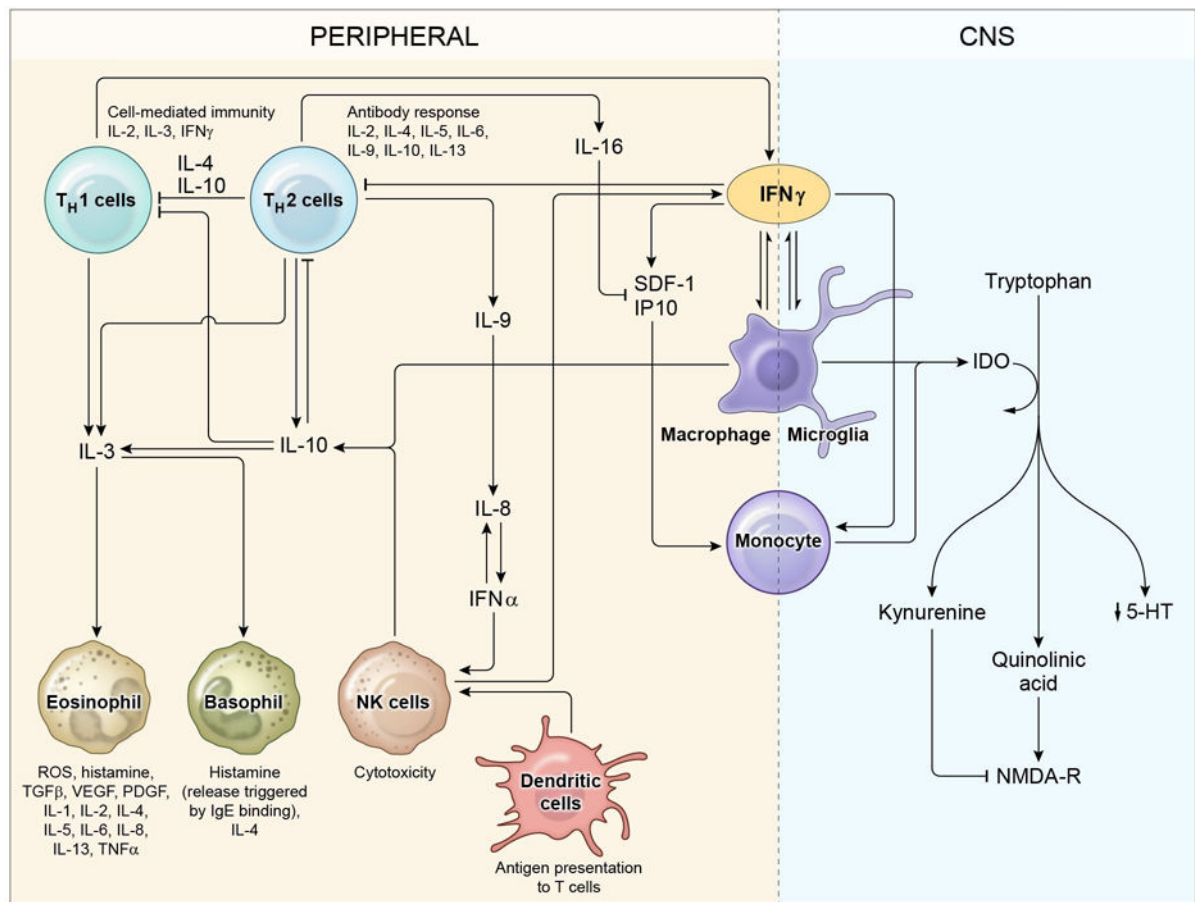 PERIPHERAL
CNS
Cell-mediated immunity
IL-2, IL-3, IFNγ
Antibody response
IL-2, IL-4, IL-5, IL-6,
IL-9, IL-10, IL-13
IL-16
IL-4
IL-10
TH1 cells
TH2 cells
IFNγ
SDF-1
IP10
Tryptophan
IL-9
IDO
Macrophage
Microglia
IL-3
IL-10
IL-8
Monocyte
IFNα
Kynurenine
5-HT
Quinolinic
acid
Eosinophil
Basophil
NK cells
ROS, histamine,
TGFβ, VEGF, PDGF,
IL-1, IL-2, IL-4,
IL-5, IL-6, IL-8,
IL-13, TNFα
Histamine
(release triggered
by IgE binding),
IL-4
Cytotoxicity
Dendritic
cells
NMDA-R
Antigen presentation
to T cells